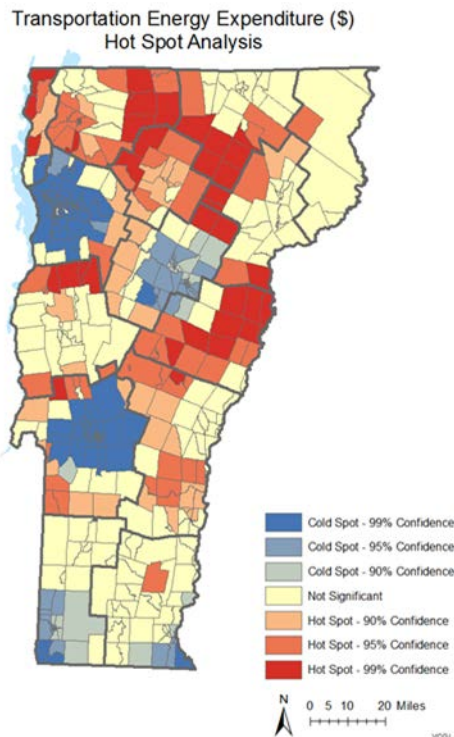 Transportation Energy Expenditure ($)
Hot Spot Analysis
Cold Spot - 99% Confidence
Cold Spot - 95% Confidence
Cold Spot - 90% Confidence
Not Significant
Hot Spot - 90% Confidence
Hot Spot - 95% Confidence
Hot Spot - 99% Confidence
N
0 5 10 20 Miles